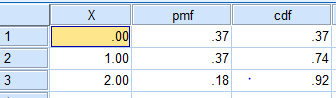 X pmf cdf
1 .00 .37 .37
2 1.00 .37 .74
3 2.00 .18 .92